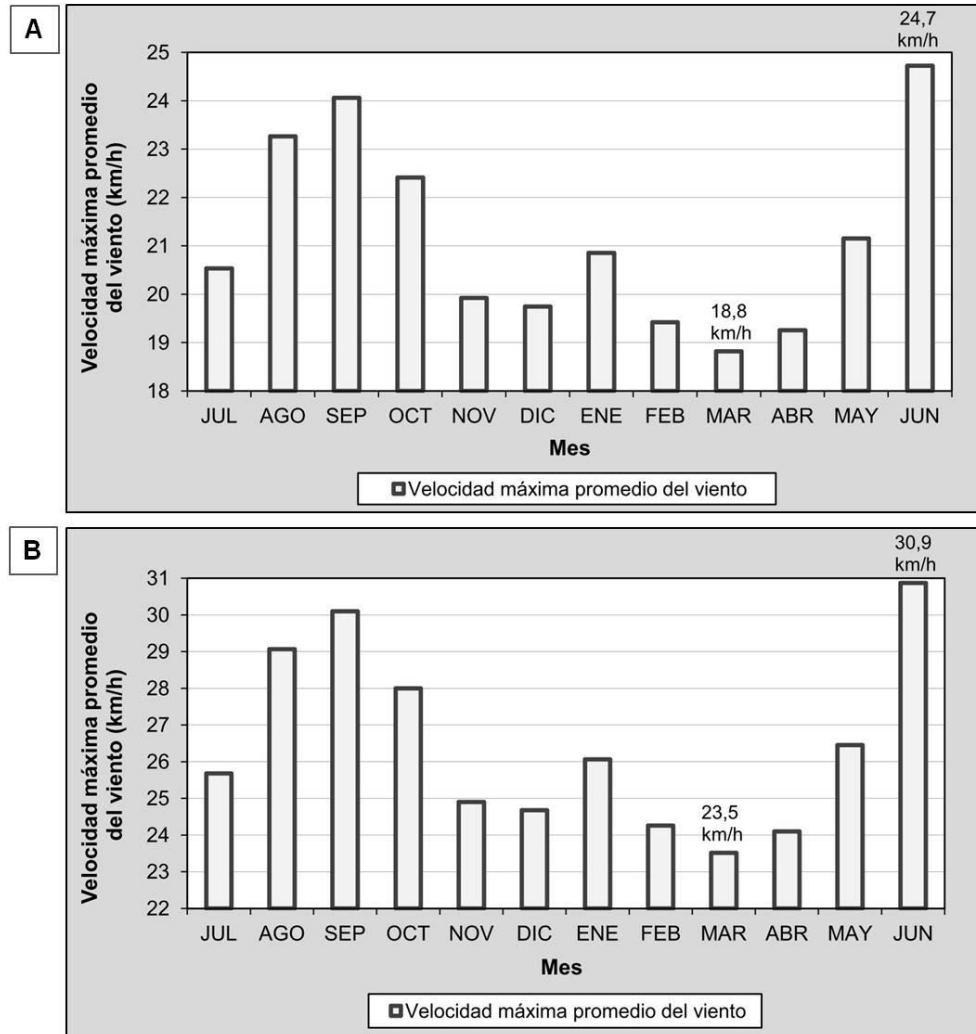 A
24,7
km/h
Velocidad máxima promedio
del viento (km/h)
25
24
23
22
21
20
19
18
18,8
km/h
JUL AGO SEP OCT NOV DIC ENE FEB MAR ABR MAY JUN
Mes
Velocidad máxima promedio del viento
B
30,9
km/h
Velocidad máxima promedio
del viento (km/h)
31
30
29
28
27
26
25
24
23
22
23,5
km/h
JUL AGO SEP OCT NOV DIC ENE FEB MAR ABR MAY JUN
Mes
Velocidad máxima promedio del viento